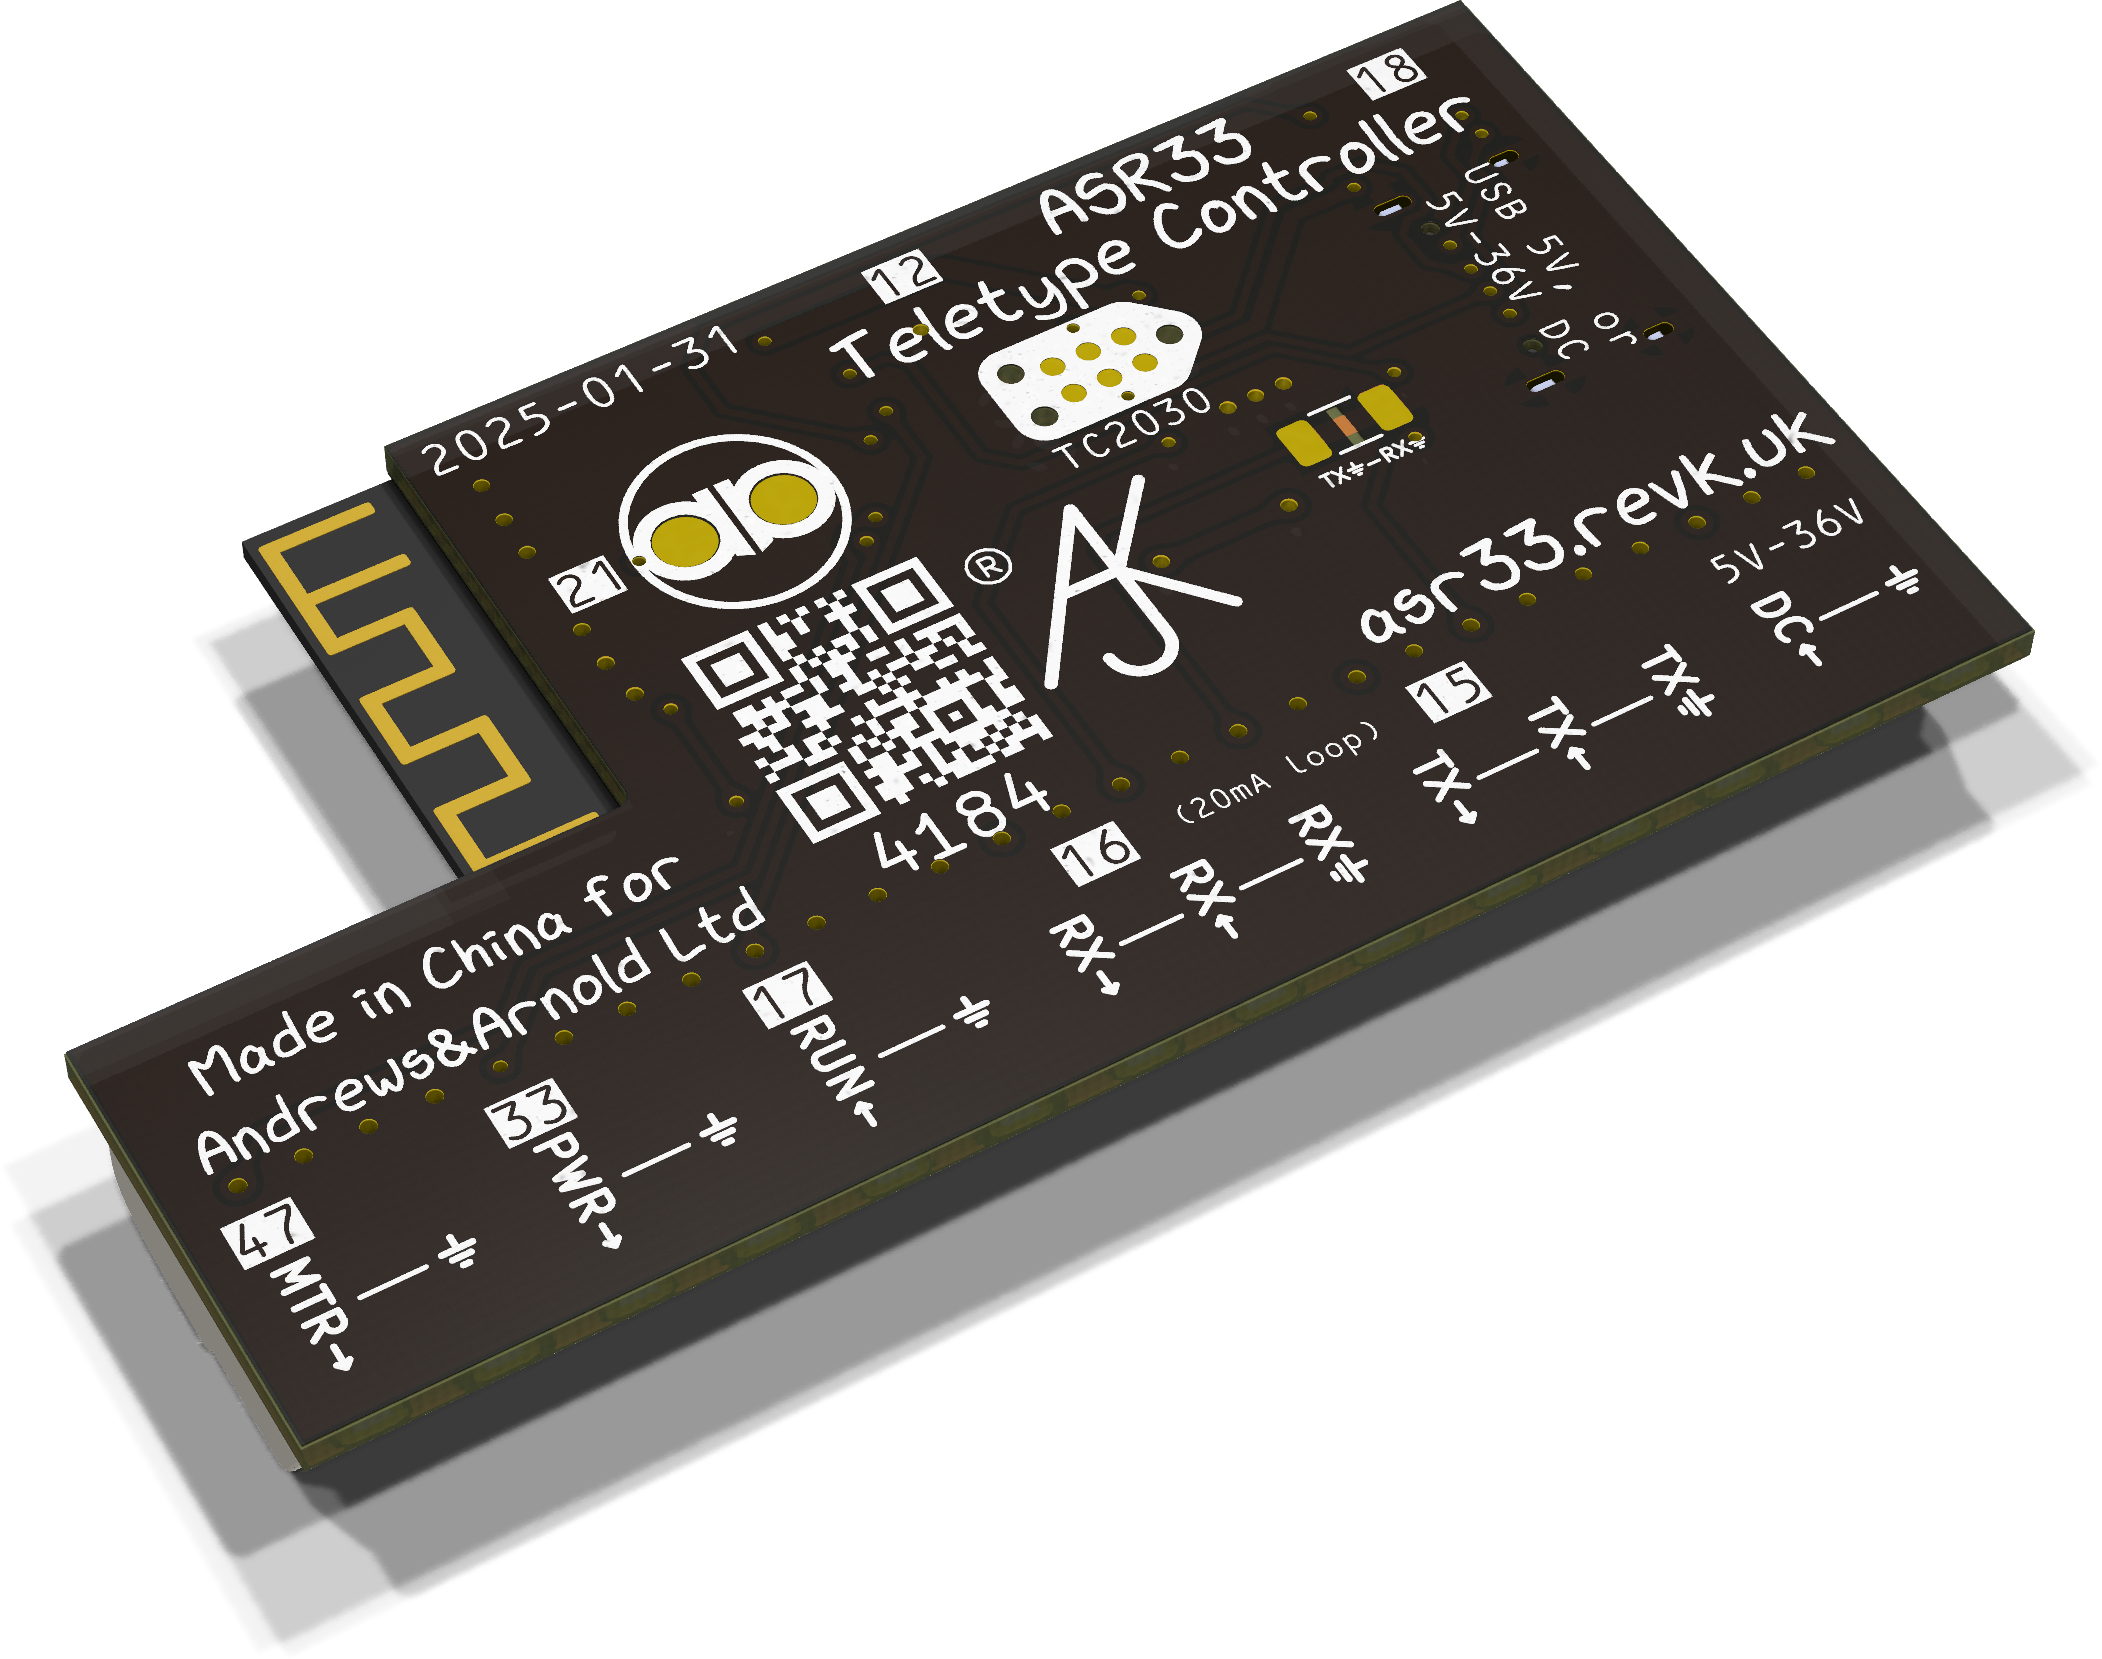 18
ASR33
Teletype Controller
12
2025-01-31
USB 5V, or
5V-36V DC
TC2030
TX⏚-RX⏚
21
®
AJK
asr33.revk.uk
5V-36V
DC↑ ⏚
4184
15
TX↓ TX↑ TX⏚
(20mA Loop)
16
RX↓ RX↑ RX⏚
Made in China for
Andrews&Arnold Ltd
17
RUN↑ ⏚
33
PWR↓ ⏚
47
MTR↓ ⏚